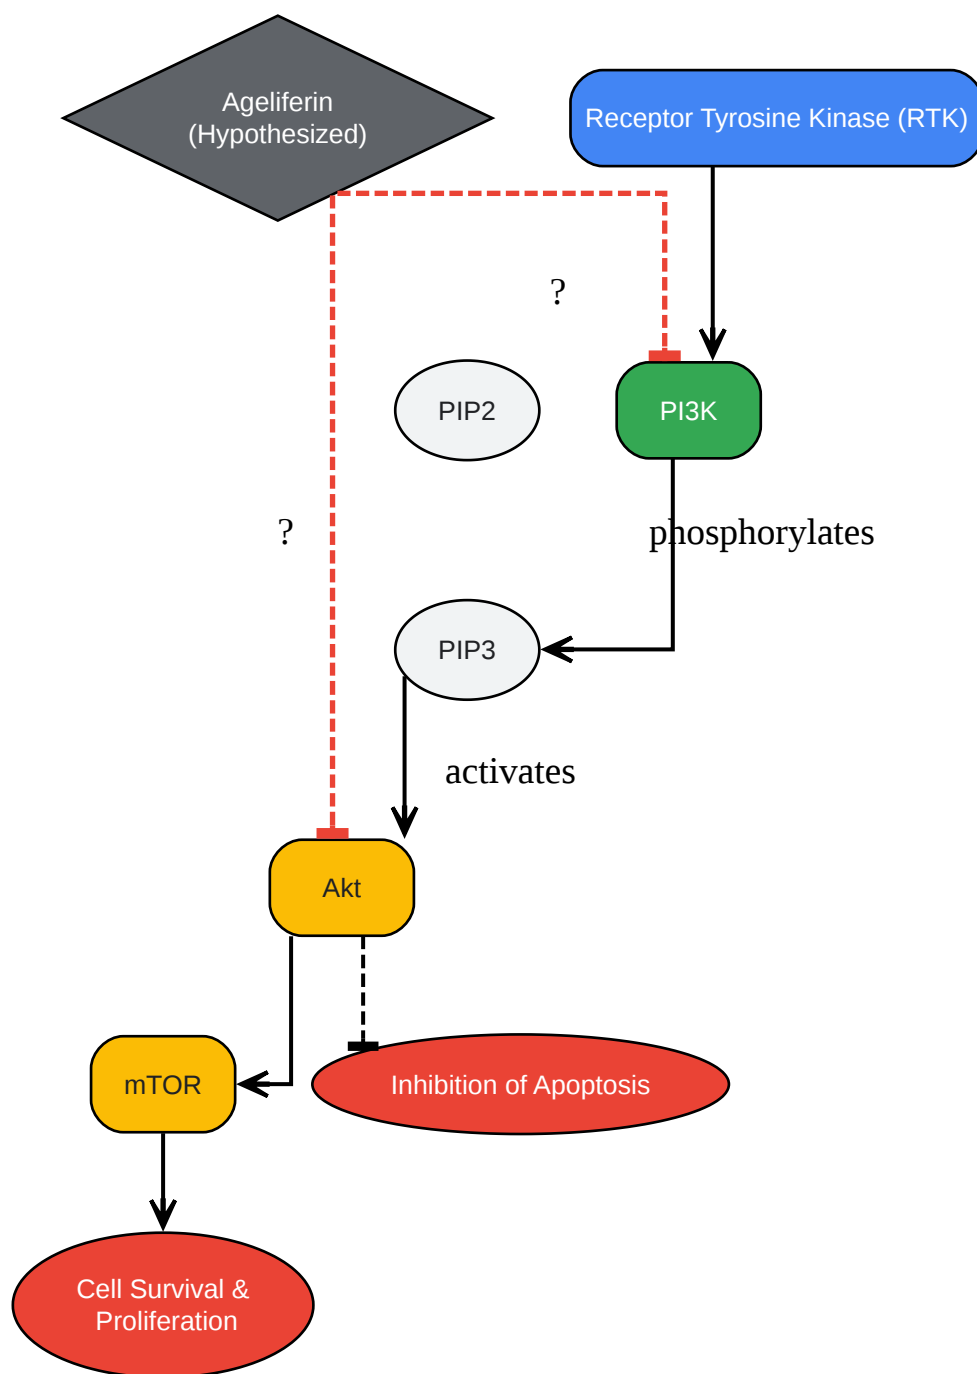 Ageliferin
(Hypothesized)
Receptor Tyrosine Kinase (RTK)
?
PIP2
PI3K
?
phosphorylates
PIP3
activates
Akt
mTOR
Inhibition of Apoptosis
Cell Survival &
Proliferation